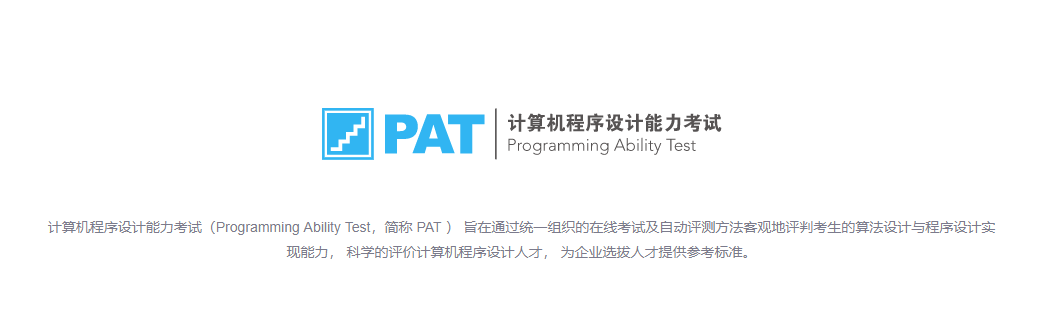 PAT
计算机程序设计能力考试
Programming Ability Test
计算机程序设计能力考试（Programming Ability Test，简称 PAT ） 旨在通过统一组织的在线考试及自动评测方法客观地评判考生的算法设计与程序设计实
现能力， 科学的评价计算机程序设计人才， 为企业选拔人才提供参考标准。